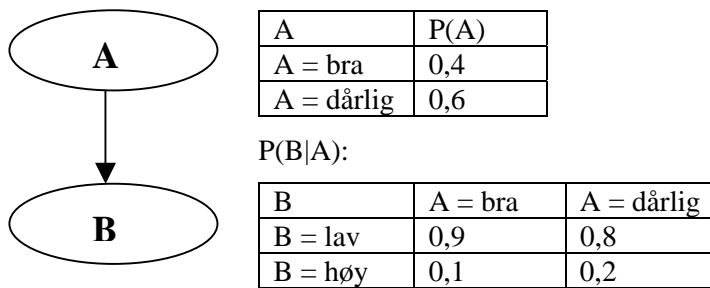 A
B
A P(A)
A = bra 0,4
A = dårlig 0,6
P(B|A):
B A = bra A = dårlig
B = lav 0,9 0,8
B = høy 0,1 0,2